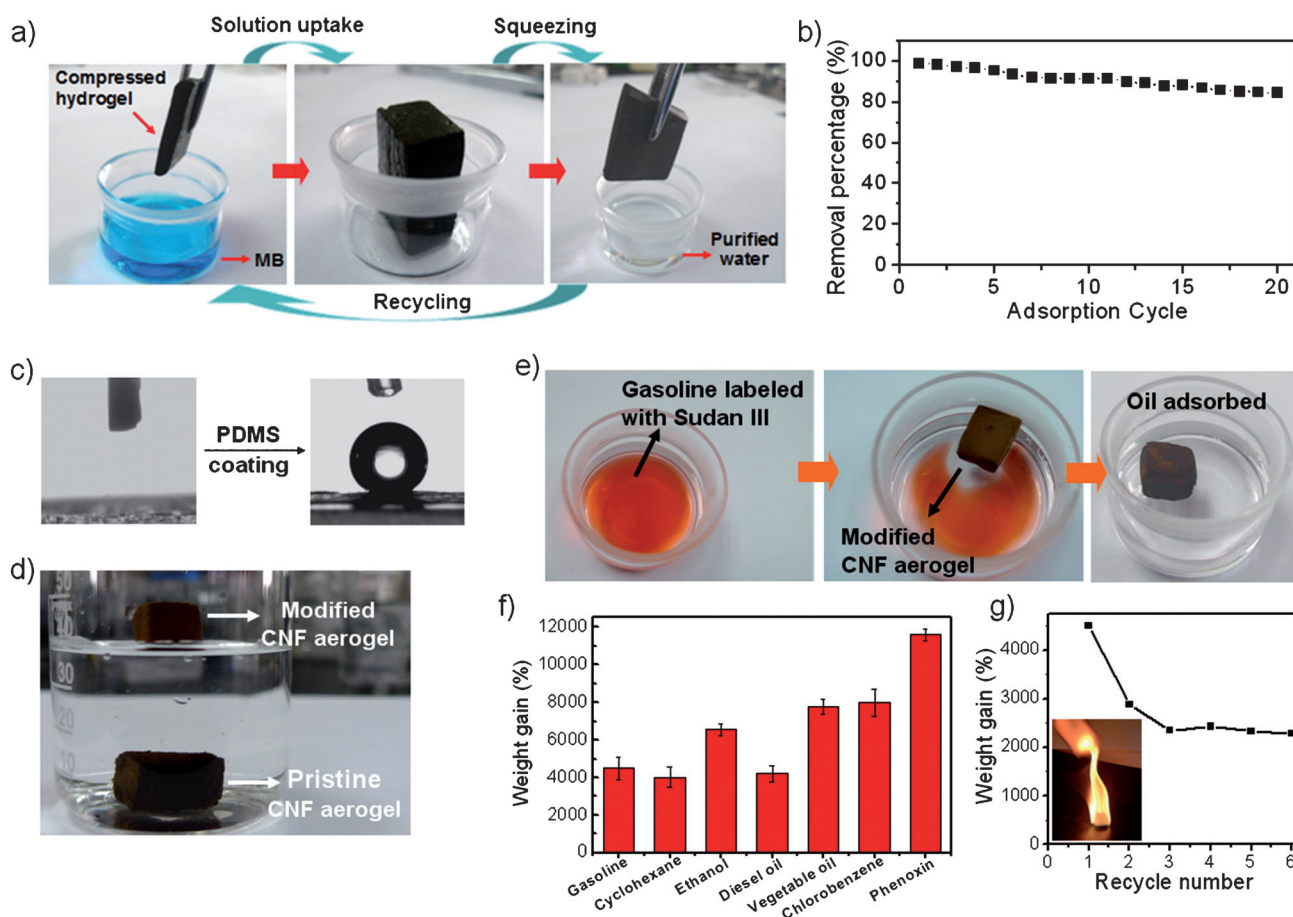 a)
Solution uptake
Squeezing
Compressed
hydrogel
MB
Purified
water
Recycling
b)
Removal percentage (%)
100
80
60
40
20
0
0 5 10 15 20
Adsorption Cycle
c)
PDMS
coating
d)
50
40
30
20
10
Modified
CNF aerogel
Pristine
CNF aerogel
e)
Gasoline labeled
with Sudan III
Modified
CNF aerogel
Oil adsorbed
f)
Weight gain (%)
12000
10000
8000
6000
4000
2000
0
Gasoline
Cyclohexane
Ethanol
Diesel oil
Vegetable oil
Chlorobenzene
Phenoxin
g)
Weight gain (%)
4000
3000
2000
1000
0
0 1 2 3 4 5 6
Recycle number